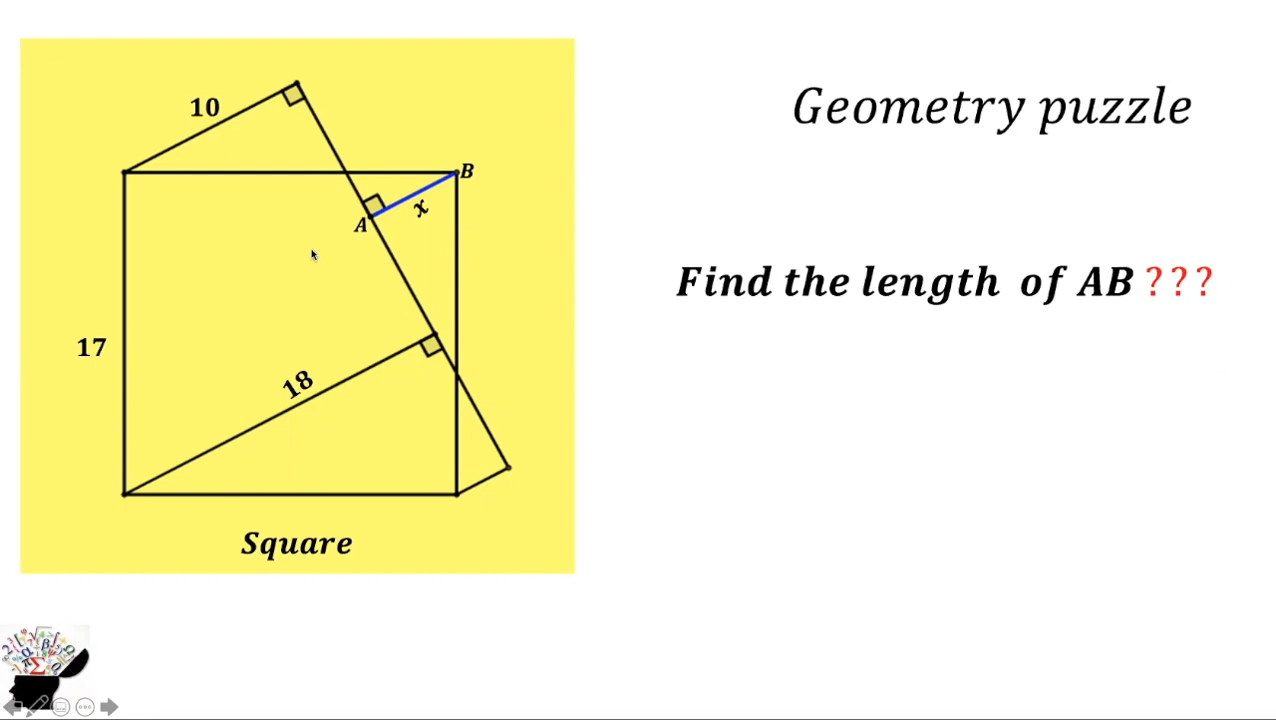 Geometry puzzle
10
B
x
A
Find the length of AB ???
17
18
Square